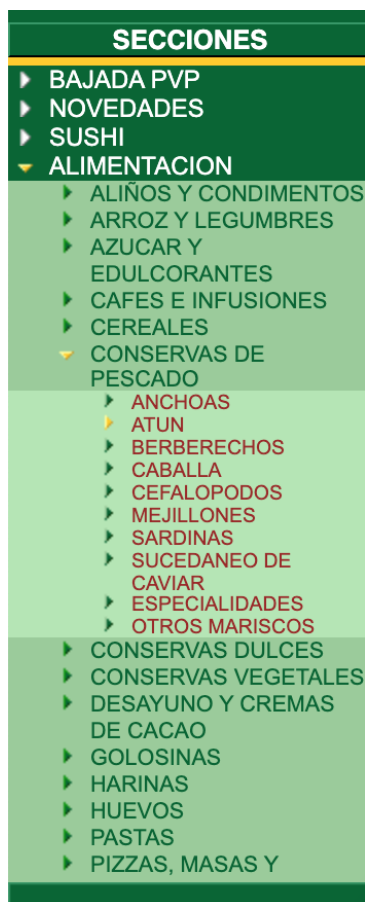 SECCIONES
BAJADA PVP
NOVEDADES
SUSHI
ALIMENTACION
ALIÑOS Y CONDIMENTOS
ARROZ Y LEGUMBRES
AZUCAR Y
EDULCORANTES
CAFES E INFUSIONES
CEREALES
CONSERVAS DE
PESCADO
ANCHOAS
ATUN
BERBERECHOS
CABALLA
CEFALOPODOS
MEJILLONES
SARDINAS
SUCEDANEO DE
CAVIAR
ESPECIALIDADES
OTROS MARISCOS
CONSERVAS DULCES
CONSERVAS VEGETALES
DESAYUNO Y CREMAS
DE CACAO
GOLOSINAS
HARINAS
HUEVOS
PASTAS
PIZZAS, MASAS Y